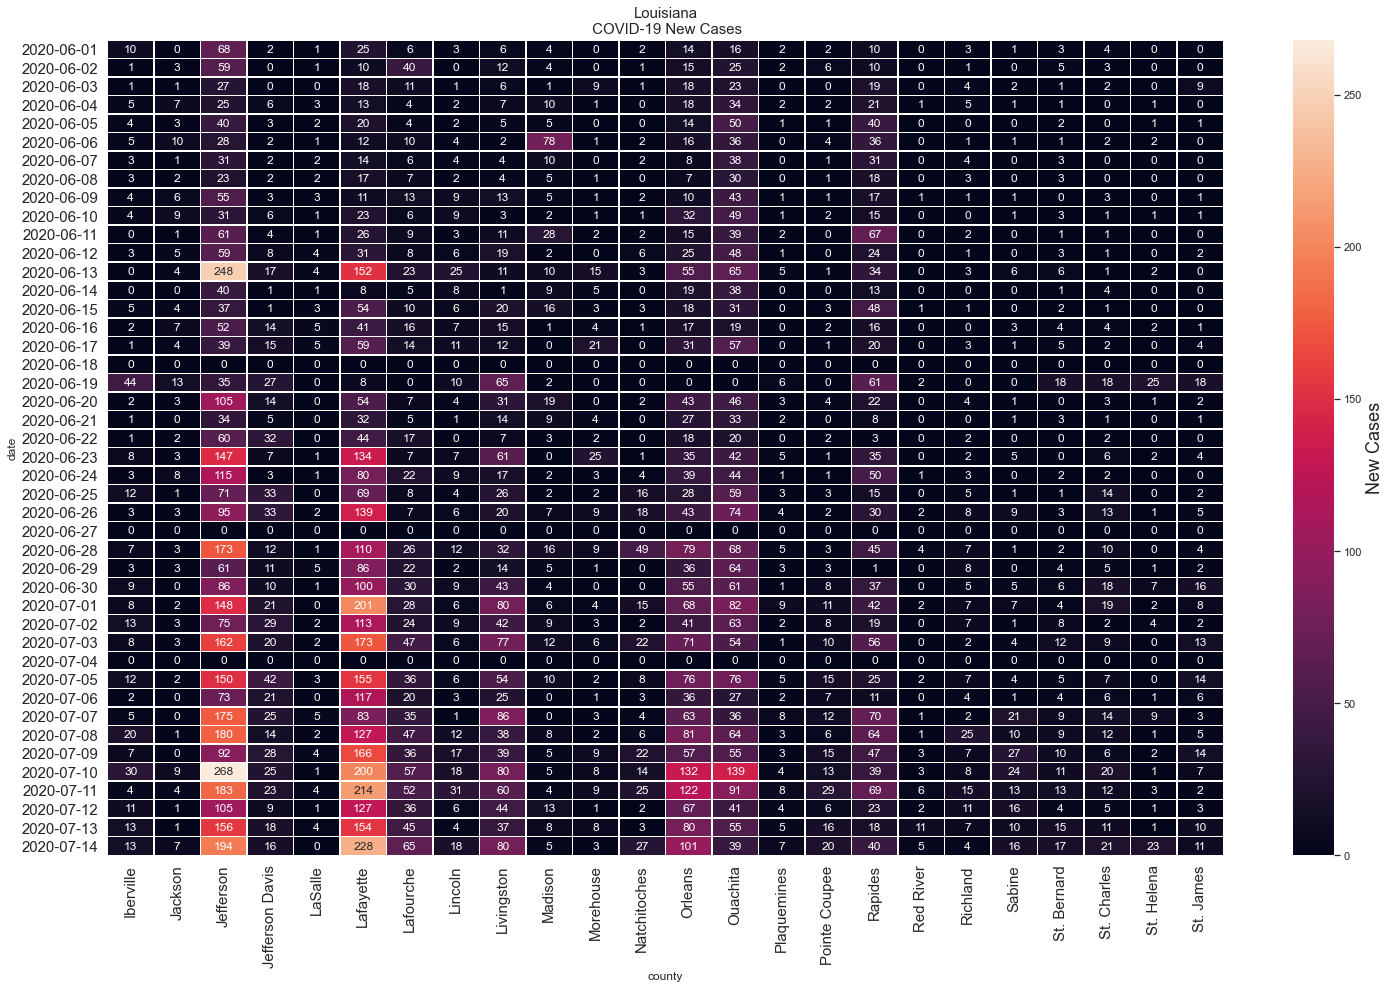 Louisiana
COVID-19 New Cases
2020-06-01 10 0 68 2 1 25 6 3 6 4 0 2 14 16 2 2 10 0 3 1 3 4 0 0
2020-06-02 1 3 59 0 1 10 40 0 12 4 0 1 15 25 2 6 10 0 1 0 5 3 0 0
2020-06-03 1 1 27 0 0 18 11 1 6 1 9 1 18 23 0 0 19 0 4 2 1 2 0 9
2020-06-04 5 7 25 6 3 13 4 2 7 10 1 0 18 34 2 2 21 1 5 1 1 0 1 0
2020-06-05 4 3 40 3 2 20 4 2 5 5 0 0 14 50 1 1 40 0 0 0 2 0 1 1
2020-06-06 5 10 28 2 1 12 10 4 2 78 1 2 16 36 0 4 36 0 1 1 1 2 2 0
2020-06-07 3 1 31 2 2 14 6 4 4 10 0 2 8 38 0 1 31 0 4 0 3 0 0 0
2020-06-08 3 2 23 2 2 17 7 2 4 5 1 0 7 30 0 1 18 0 3 0 3 0 0 0
2020-06-09 4 6 55 3 3 11 13 9 13 5 1 2 10 43 1 1 17 1 1 1 0 3 0 1
2020-06-10 4 9 31 6 1 23 6 9 3 2 1 1 32 49 1 2 15 0 0 1 3 1 1 1
2020-06-11 0 1 61 4 1 26 9 3 11 28 2 2 15 39 2 0 67 0 2 0 1 1 0 0
2020-06-12 3 5 59 8 4 31 8 6 19 2 0 6 25 48 1 0 24 0 1 0 3 1 0 2
2020-06-13 0 4 248 17 4 152 23 25 11 10 15 3 55 65 5 1 34 0 3 6 6 1 2 0
2020-06-14 0 0 40 1 1 8 5 8 1 9 5 0 19 38 0 0 13 0 0 0 1 4 0 0
2020-06-15 5 4 37 1 3 54 10 6 20 16 3 3 18 31 0 3 48 1 1 0 2 1 0 0
2020-06-16 2 7 52 14 5 41 16 7 15 1 4 1 17 19 0 2 16 0 0 3 4 4 2 1
2020-06-17 1 4 39 15 5 59 14 11 12 0 21 0 31 57 0 1 20 0 3 1 5 2 0 4
2020-06-18 0 0 0 0 0 0 0 0 0 0 0 0 0 0 0 0 0 0 0 0 0 0 0 0
2020-06-19 44 13 35 27 0 8 0 10 65 2 0 0 0 0 6 0 61 2 0 0 18 18 25 18
2020-06-20 2 3 105 14 0 54 7 4 31 19 0 2 43 46 3 4 22 0 4 1 0 3 1 2
2020-06-21 1 0 34 5 0 32 5 1 14 9 4 0 27 33 2 0 8 0 0 1 3 1 0 1
2020-06-22 1 2 60 32 0 44 17 0 7 3 2 0 18 20 0 2 3 0 2 0 0 2 0 0
2020-06-23 8 3 147 7 1 134 7 7 61 0 25 1 35 42 5 1 35 0 2 5 0 6 2 4
2020-06-24 3 8 115 3 1 80 22 9 17 2 3 4 39 44 1 1 50 1 3 0 2 2 0 0
2020-06-25 12 1 71 33 0 69 8 4 26 2 2 16 28 59 3 3 15 0 5 1 1 14 0 2
2020-06-26 3 3 95 33 2 139 7 6 20 7 9 18 43 74 4 2 30 2 8 9 3 13 1 5
2020-06-27 0 0 0 0 0 0 0 0 0 0 0 0 0 0 0 0 0 0 0 0 0 0 0 0
2020-06-28 7 3 173 12 1 110 26 12 32 16 9 49 79 68 5 3 45 4 7 1 2 10 0 4
2020-06-29 3 3 61 11 5 86 22 2 14 5 1 0 36 64 3 3 1 0 8 0 4 5 1 2
2020-06-30 9 0 86 10 1 100 30 9 43 4 0 0 55 61 1 8 37 0 5 5 6 18 7 16
2020-07-01 8 2 148 21 0 201 28 6 80 6 4 15 68 82 9 11 42 2 7 7 4 19 2 8
2020-07-02 13 3 75 29 2 113 24 9 42 9 3 2 41 63 2 8 19 0 7 1 8 2 4 2
2020-07-03 8 3 162 20 2 173 47 6 77 12 6 22 71 54 1 10 56 0 2 4 12 9 0 13
2020-07-04 0 0 0 0 0 0 0 0 0 0 0 0 0 0 0 0 0 0 0 0 0 0 0 0
2020-07-05 12 2 150 42 3 155 36 6 54 10 2 8 76 76 5 15 25 2 7 4 5 7 0 14
2020-07-06 2 0 73 21 0 117 20 3 25 0 1 3 36 27 2 7 11 0 4 1 4 6 1 6
2020-07-07 5 0 175 25 5 83 35 1 86 0 3 4 63 36 8 12 70 1 2 21 9 14 9 3
2020-07-08 20 1 180 14 2 127 47 12 38 8 2 6 81 64 3 6 64 1 25 10 9 12 1 5
2020-07-09 7 0 92 28 4 166 36 17 39 5 9 22 57 55 3 15 47 3 7 27 10 6 2 14
2020-07-10 30 9 268 25 1 200 57 18 80 5 8 14 132 139 4 13 39 2 8 24 11 20 1 7
2020-07-11 4 4 183 23 4 214 52 31 60 4 9 25 122 91 8 29 69 6 15 13 13 12 3 2
2020-07-12 11 1 105 9 1 127 36 6 44 13 1 2 67 41 4 6 23 2 11 16 4 5 1 3
2020-07-13 13 1 156 18 4 154 45 4 37 8 8 3 80 55 5 16 18 11 7 10 15 11 1 10
2020-07-14 13 7 194 16 0 228 65 18 80 5 3 27 101 39 7 20 40 5 4 16 17 21 23 11
Iberville Jackson Jefferson Jefferson Davis LaSalle Lafayette Lafourche Lincoln Livingston Madison Morehouse Natchitoches Orleans Ouachita Plaquemines Pointe Coupee Rapides Red River Richland Sabine St. Bernard St. Charles St. Helena St. James
county
date
250
200
150
100
50
0
New Cases